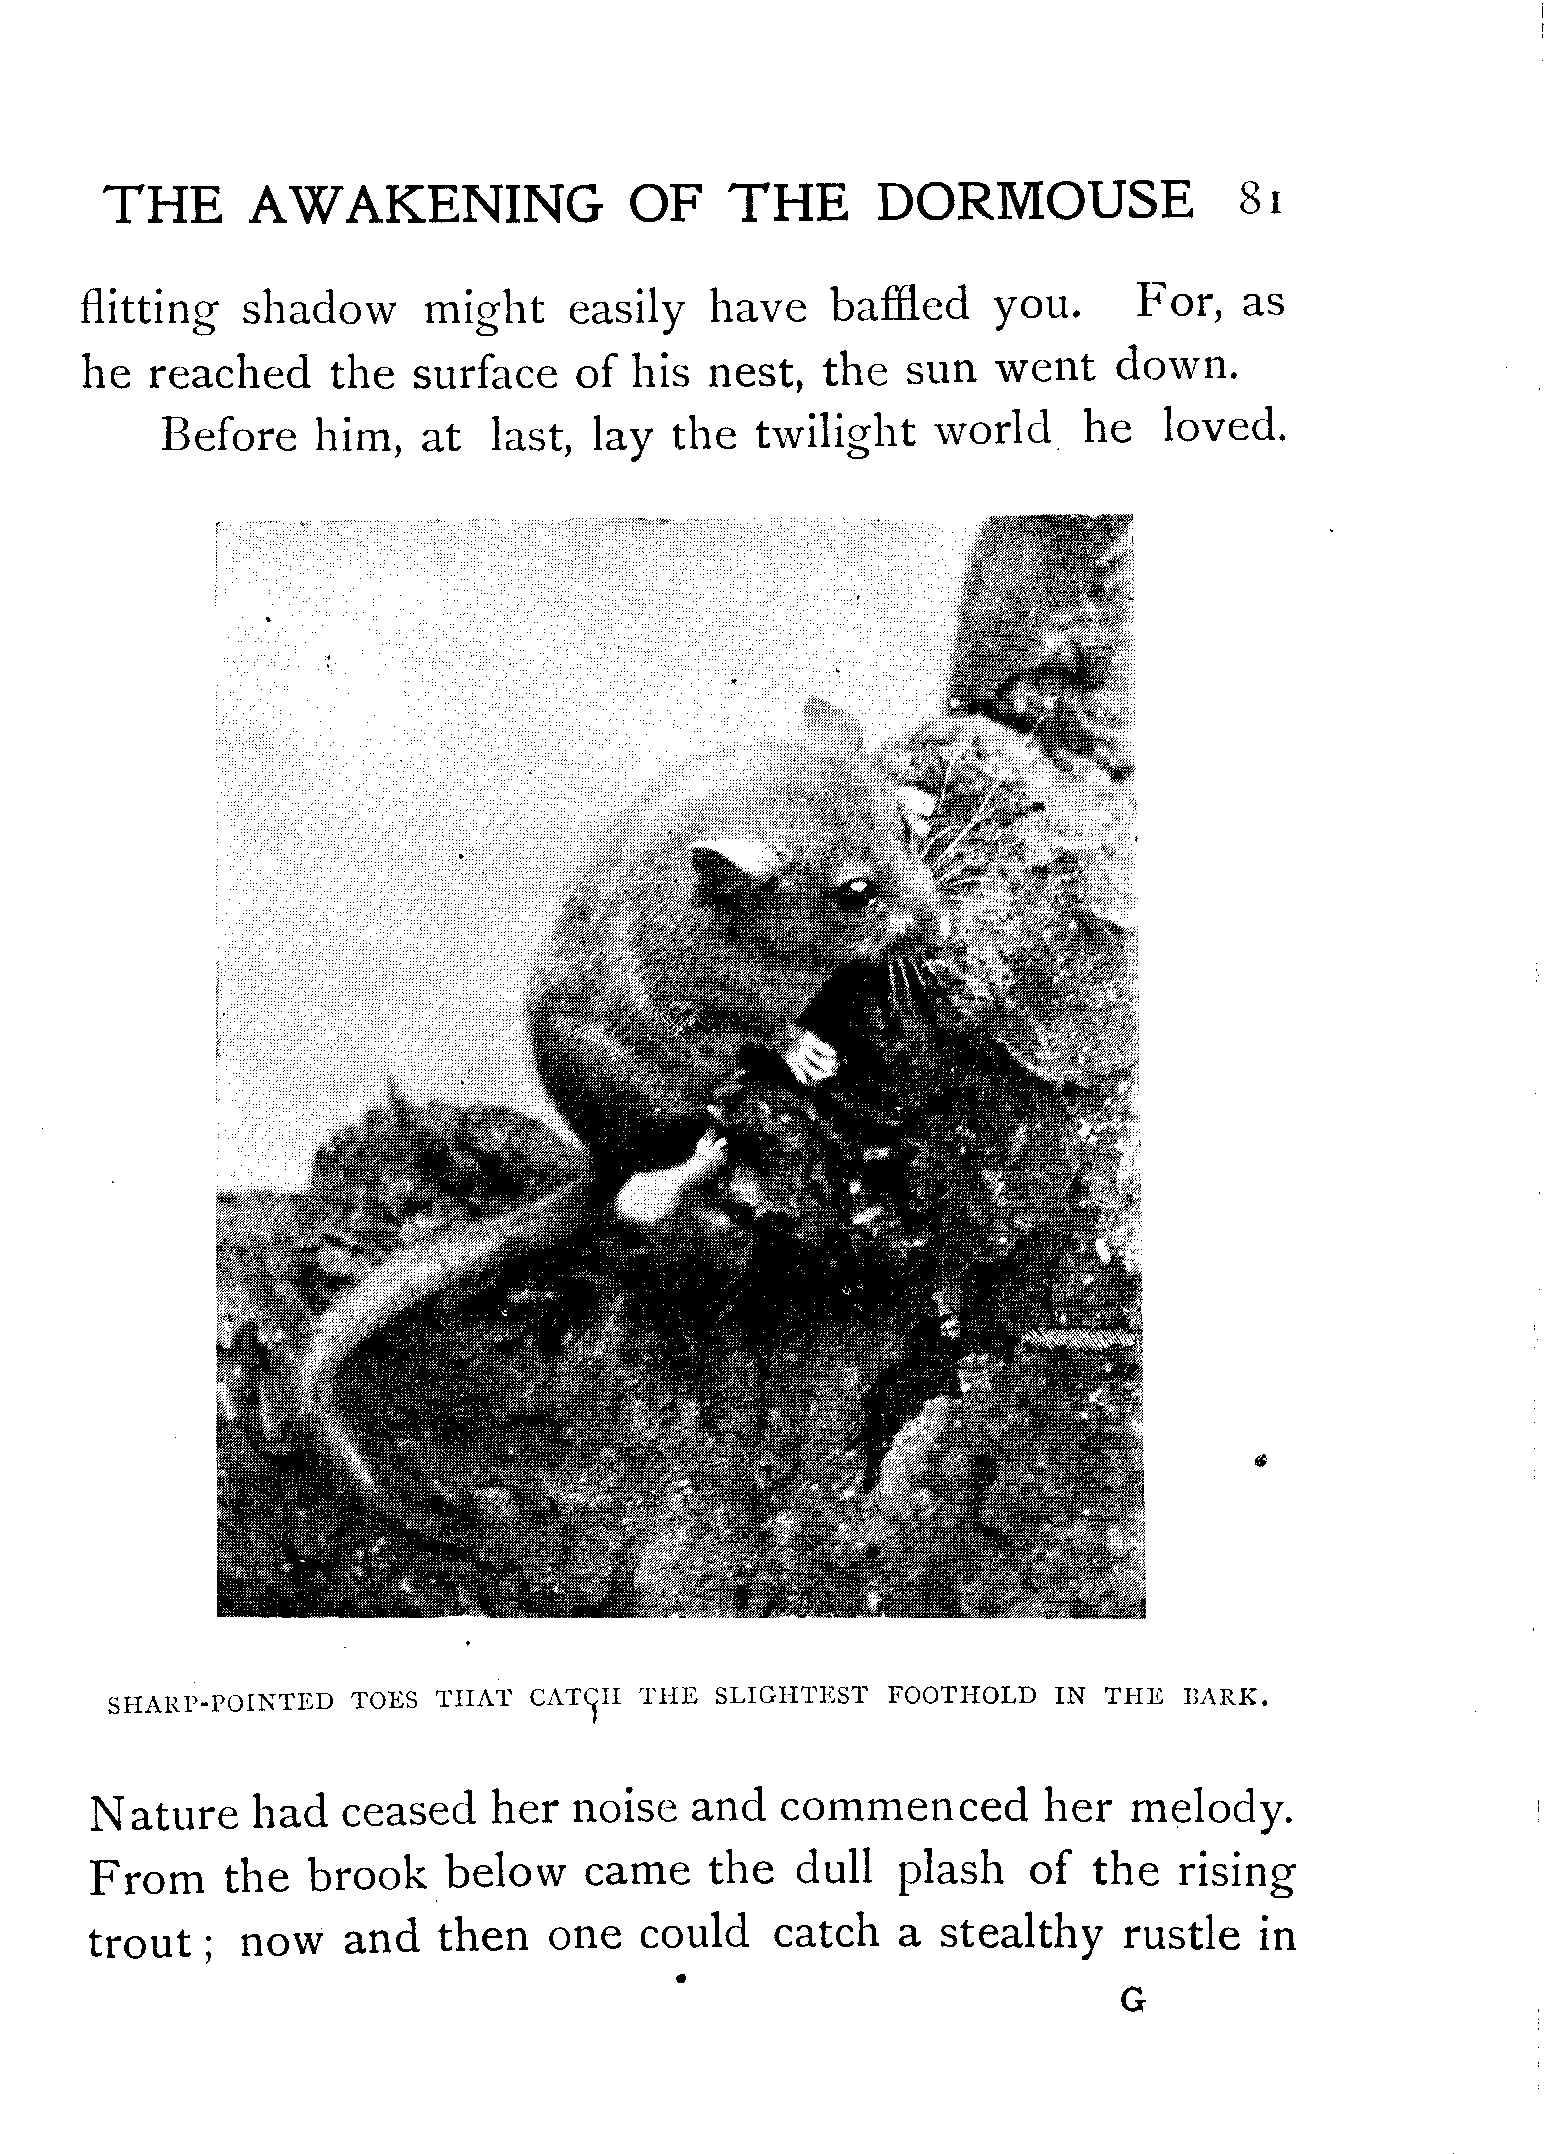 THE AWAKENING OF THE DORMOUSE 81
flitting shadow might easily have baffled you. For, as
he reached the surface of his nest, the sun went down.
Before him, at last, lay the twilight world he loved.
SHARP-POINTED TOES THAT CATCH THE SLIGHTEST FOOTHOLD IN THE BARK.
Nature had ceased her noise and commenced her melody.
From the brook below came the dull plash of the rising
trout; now and then one could catch a stealthy rustle in
G